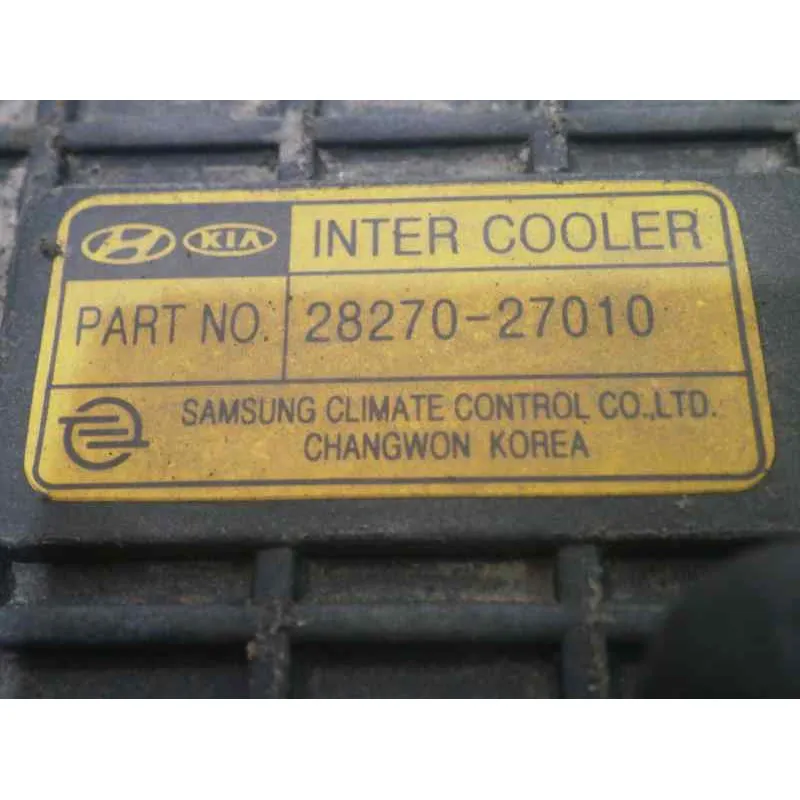 KIA INTER COOLER
PART NO. 28270-27010
SAMSUNG CLIMATE CONTROL CO.,LTD.
CHANGWON KOREA